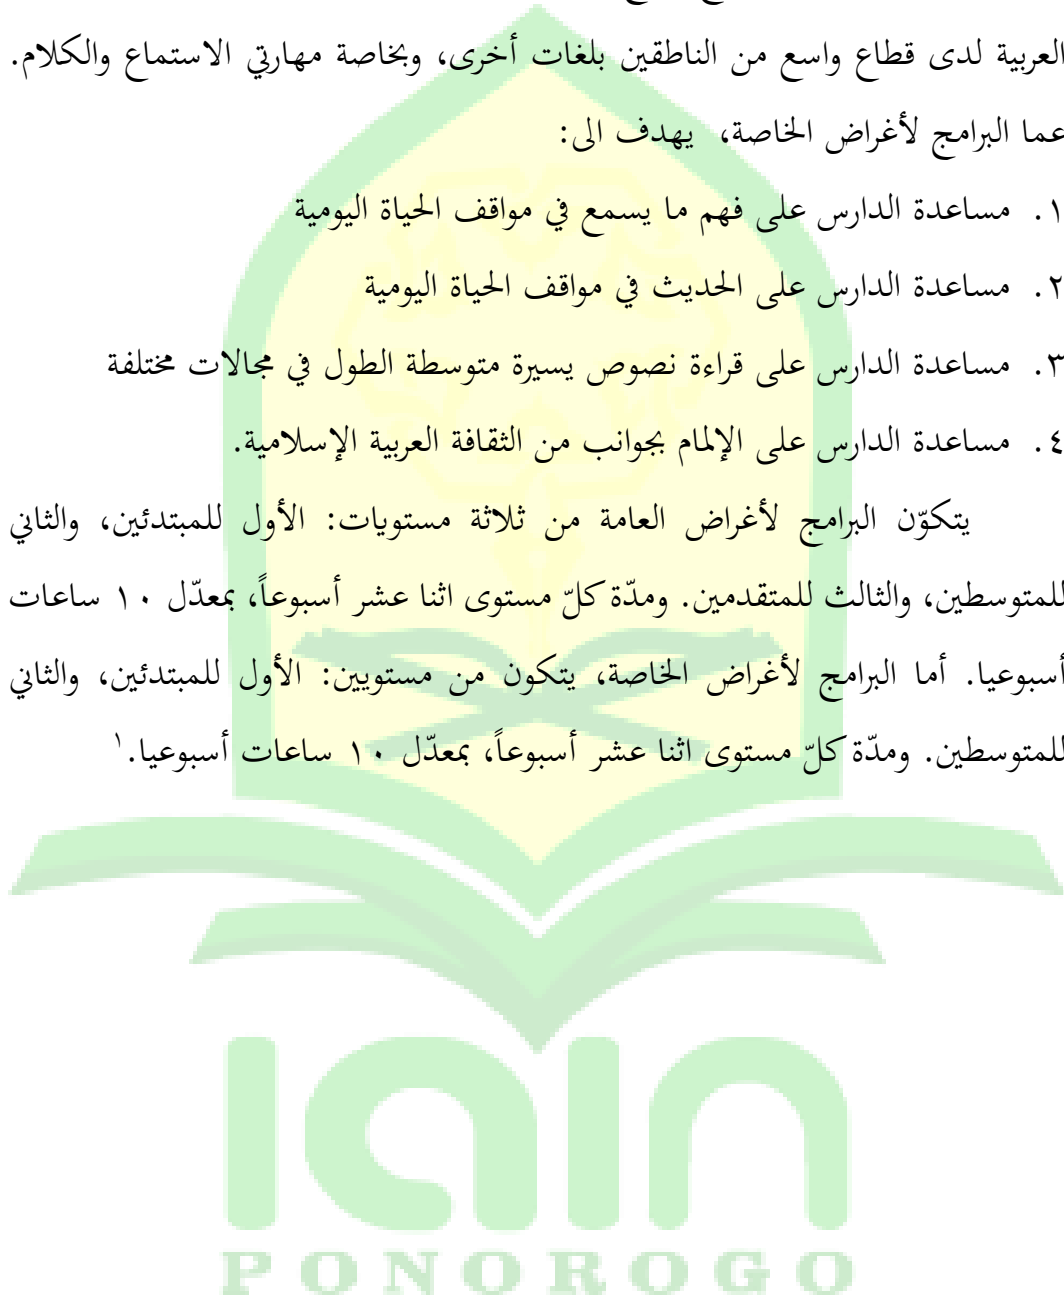 العربية لدى قطاع واسع من الناطقين بلغات أخرى، وبخاصة مهارتي الاستماع والكلام.
عما البرامج لأغراض الخاصة، يهدف الى:
١. مساعدة الدارس على فهم ما يسمع في مواقف الحياة اليومية
٢. مساعدة الدارس على الحديث في مواقف الحياة اليومية
٣. مساعدة الدارس على قراءة نصوص يسيرة متوسطة الطول في مجالات مختلفة
٤. مساعدة الدارس على الإلمام بجوانب من الثقافة العربية الإسلامية.
يتكوّن البرامج لأغراض العامة من ثلاثة مستويات: الأول للمبتدئين، والثاني
للمتوسطين، والثالث للمتقدمين. ومدّة كلّ مستوى اثنا عشر أسبوعاً، بمعدّل ١٠ ساعات
أسبوعيا. أما البرامج لأغراض الخاصة، يتكون من مستويين: الأول للمبتدئين، والثاني
للمتوسطين. ومدّة كلّ مستوى اثنا عشر أسبوعاً، بمعدّل ١٠ ساعات أسبوعيا.١
iain
PONOROGO